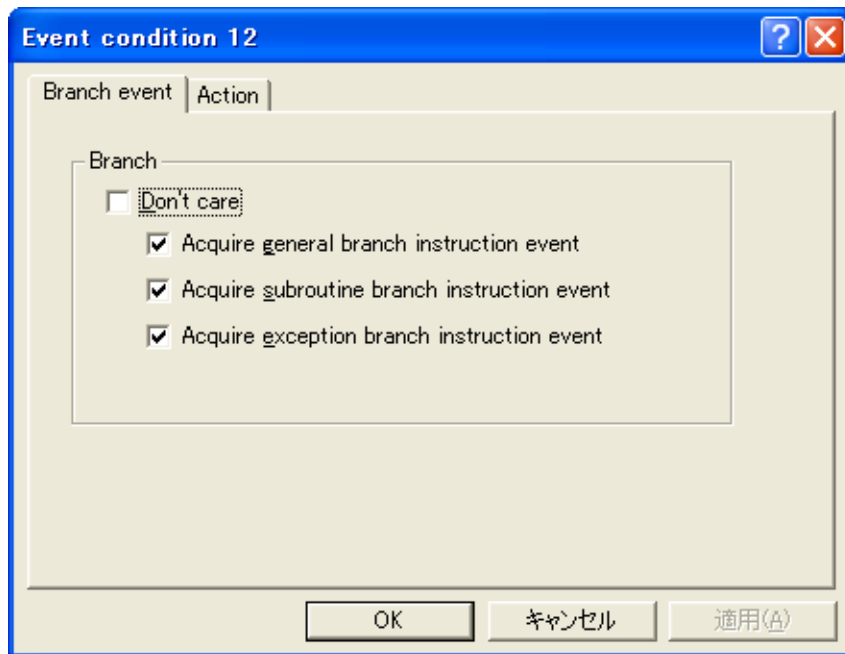 Event condition 12
Branch event Action
Branch
Don't care
Acquire general branch instruction event
Acquire subroutine branch instruction event
Acquire exception branch instruction event
OK キャンセル 適用(A)